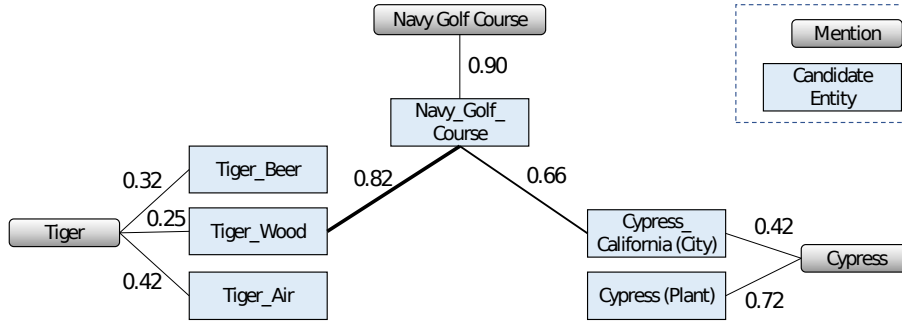 Navy Golf Course
Mention
0.90
Candidate
Entity
Navy_Golf_
Course
Tiger_Beer
0.82
0.66
0.32
0.25
Tiger
Tiger_Wood
Cypress_
California (City)
0.42
Cypress
0.42
Tiger_Air
Cypress (Plant)
0.72